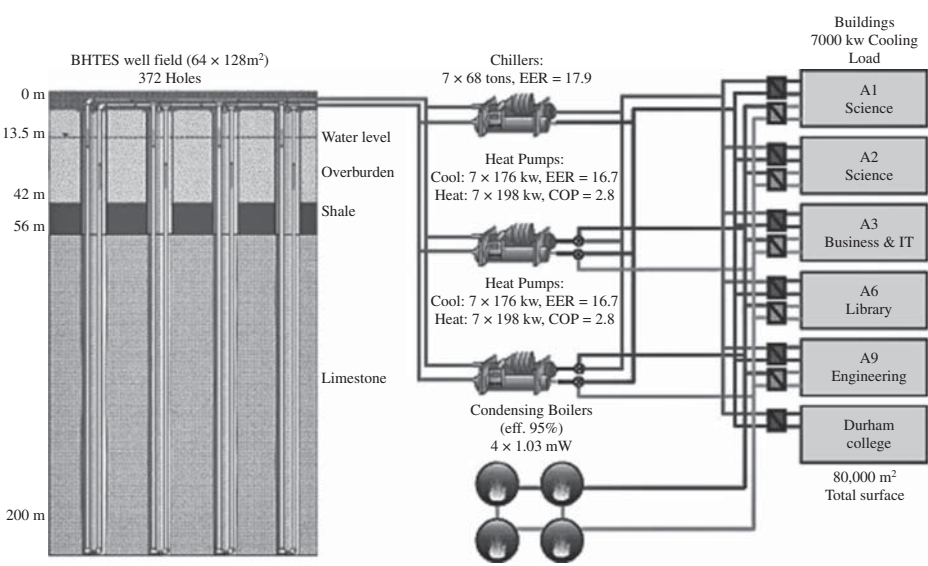 BHTES well field (64 × 128m²)
372 Holes
0 m
13.5 m
42 m
56 m
200 m
Water level
Overburden
Shale
Limestone
Chillers:
7 × 68 tons, EER = 17.9
Heat Pumps:
Cool: 7 × 176 kw, EER = 16.7
Heat: 7 × 198 kw, COP = 2.8
Heat Pumps:
Cool: 7 × 176 kw, EER = 16.7
Heat: 7 × 198 kw, COP = 2.8
Condensing Boilers
(eff. 95%)
4 × 1.03 mW
Buildings
7000 kw Cooling
Load
A1
Science
A2
Science
A3
Business & IT
A6
Library
A9
Engineering
Durham
college
80,000 m²
Total surface